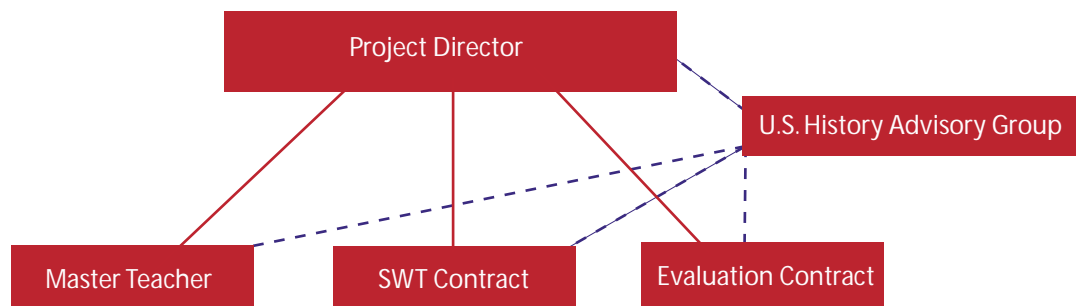 Project Director
U.S. History Advisory Group
Master Teacher
SWT Contract
Evaluation Contract